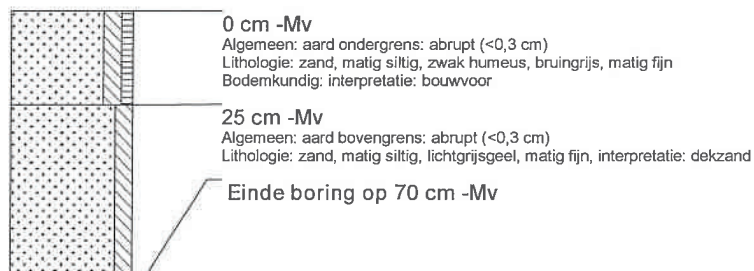 0 cm -Mv
Algemeen: aard ondergrens: abrupt (<0,3 cm)
Lithologie: zand, matig siltig, zwak humeus, bruingrijs, matig fijn
Bodemkundig: interpretatie: bouwvoor
25 cm -Mv
Algemeen: aard bovengrens: abrupt (<0,3 cm)
Lithologie: zand, matig siltig, lichtgrijsgeel, matig fijn, interpretatie: dekzand
Einde boring op 70 cm -Mv